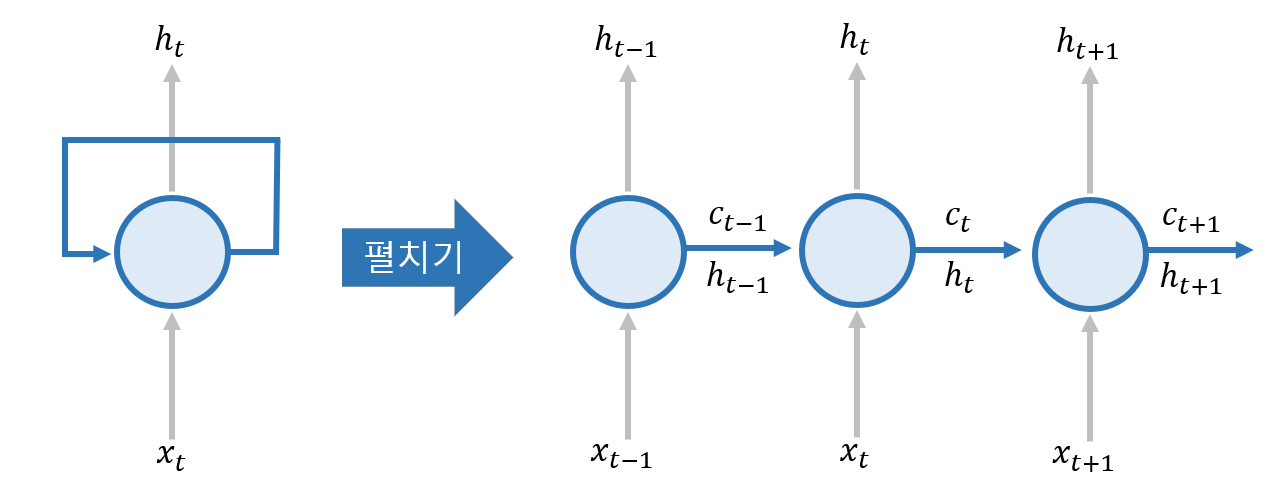 h_t
x_t
펼치기
h_{t-1}
h_t
h_{t+1}
c_{t-1}
h_{t-1}
c_t
h_t
c_{t+1}
h_{t+1}
x_{t-1}
x_t
x_{t+1}